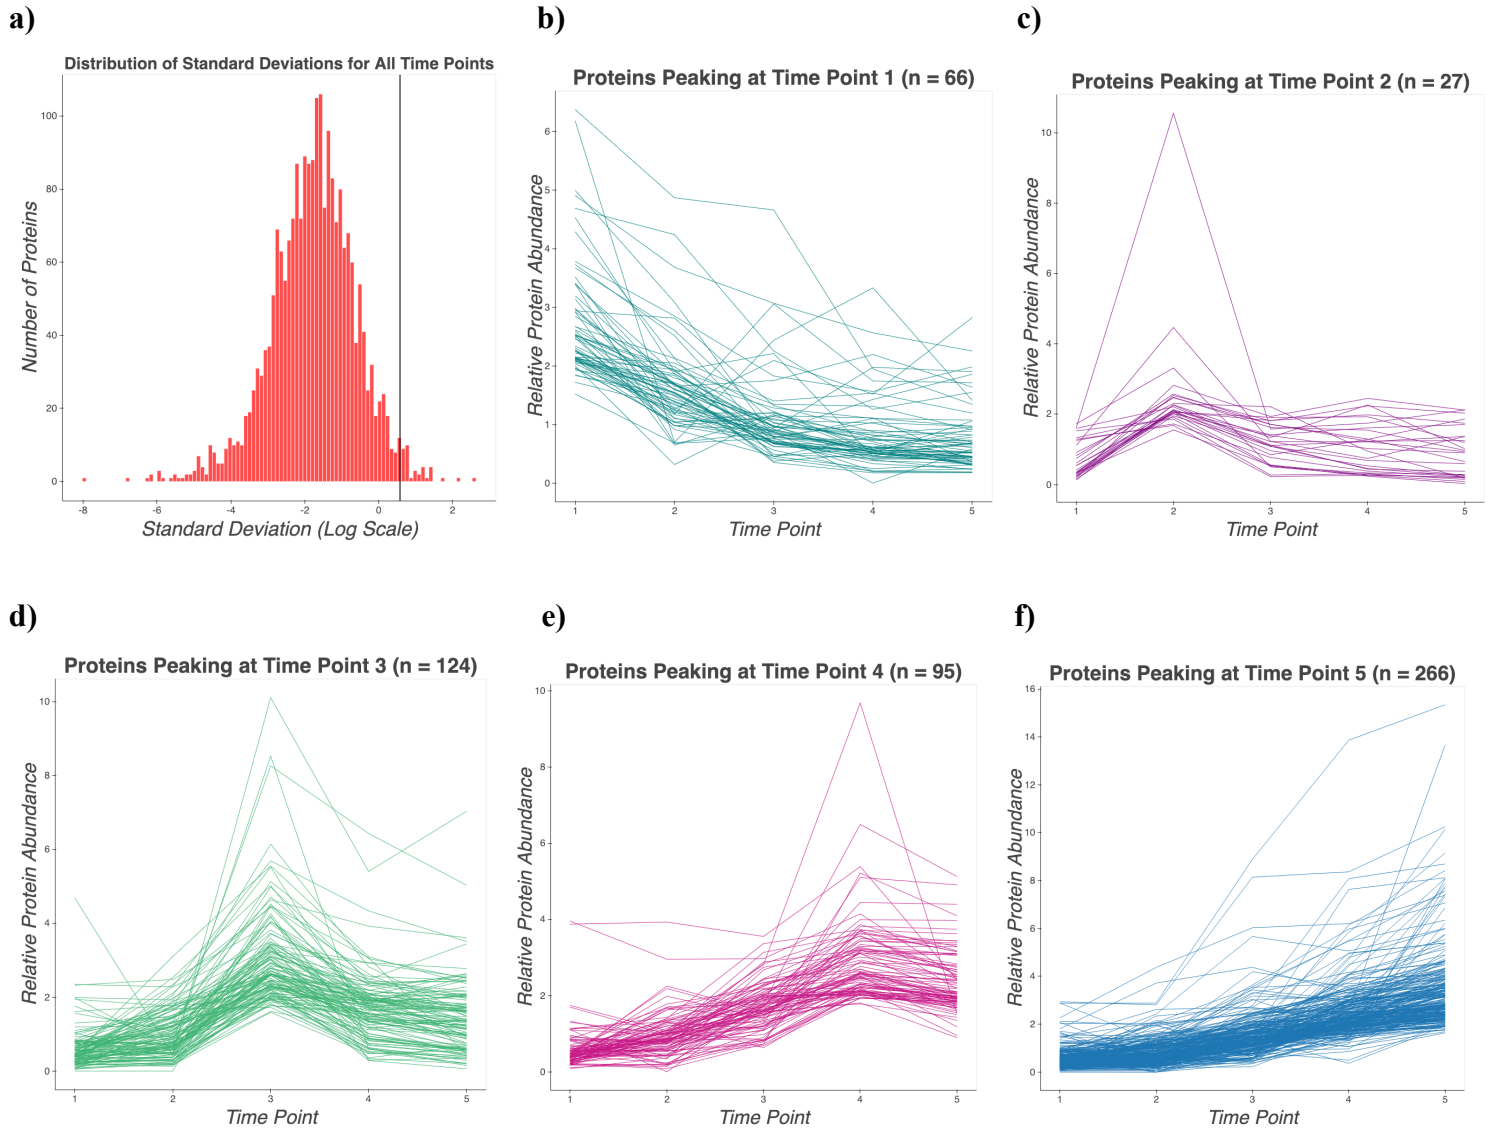 a)
Distribution of Standard Deviations for All Time Points
Number of Proteins
100
80
60
40
20
0
-8 -6 -4 -2 0 2
Standard Deviation (Log Scale)
b)
Proteins Peaking at Time Point 1 (n = 66)
Relative Protein Abundance
6
5
4
3
2
1
0
1 2 3 4 5
Time Point
c)
Proteins Peaking at Time Point 2 (n = 27)
Relative Protein Abundance
10
8
6
4
2
0
1 2 3 4 5
Time Point
d)
Proteins Peaking at Time Point 3 (n = 124)
Relative Protein Abundance
10
8
6
4
2
0
1 2 3 4 5
Time Point
e)
Proteins Peaking at Time Point 4 (n = 95)
Relative Protein Abundance
10
8
6
4
2
0
1 2 3 4 5
Time Point
f)
Proteins Peaking at Time Point 5 (n = 266)
Relative Protein Abundance
16
14
12
10
8
6
4
2
0
1 2 3 4 5
Time Point